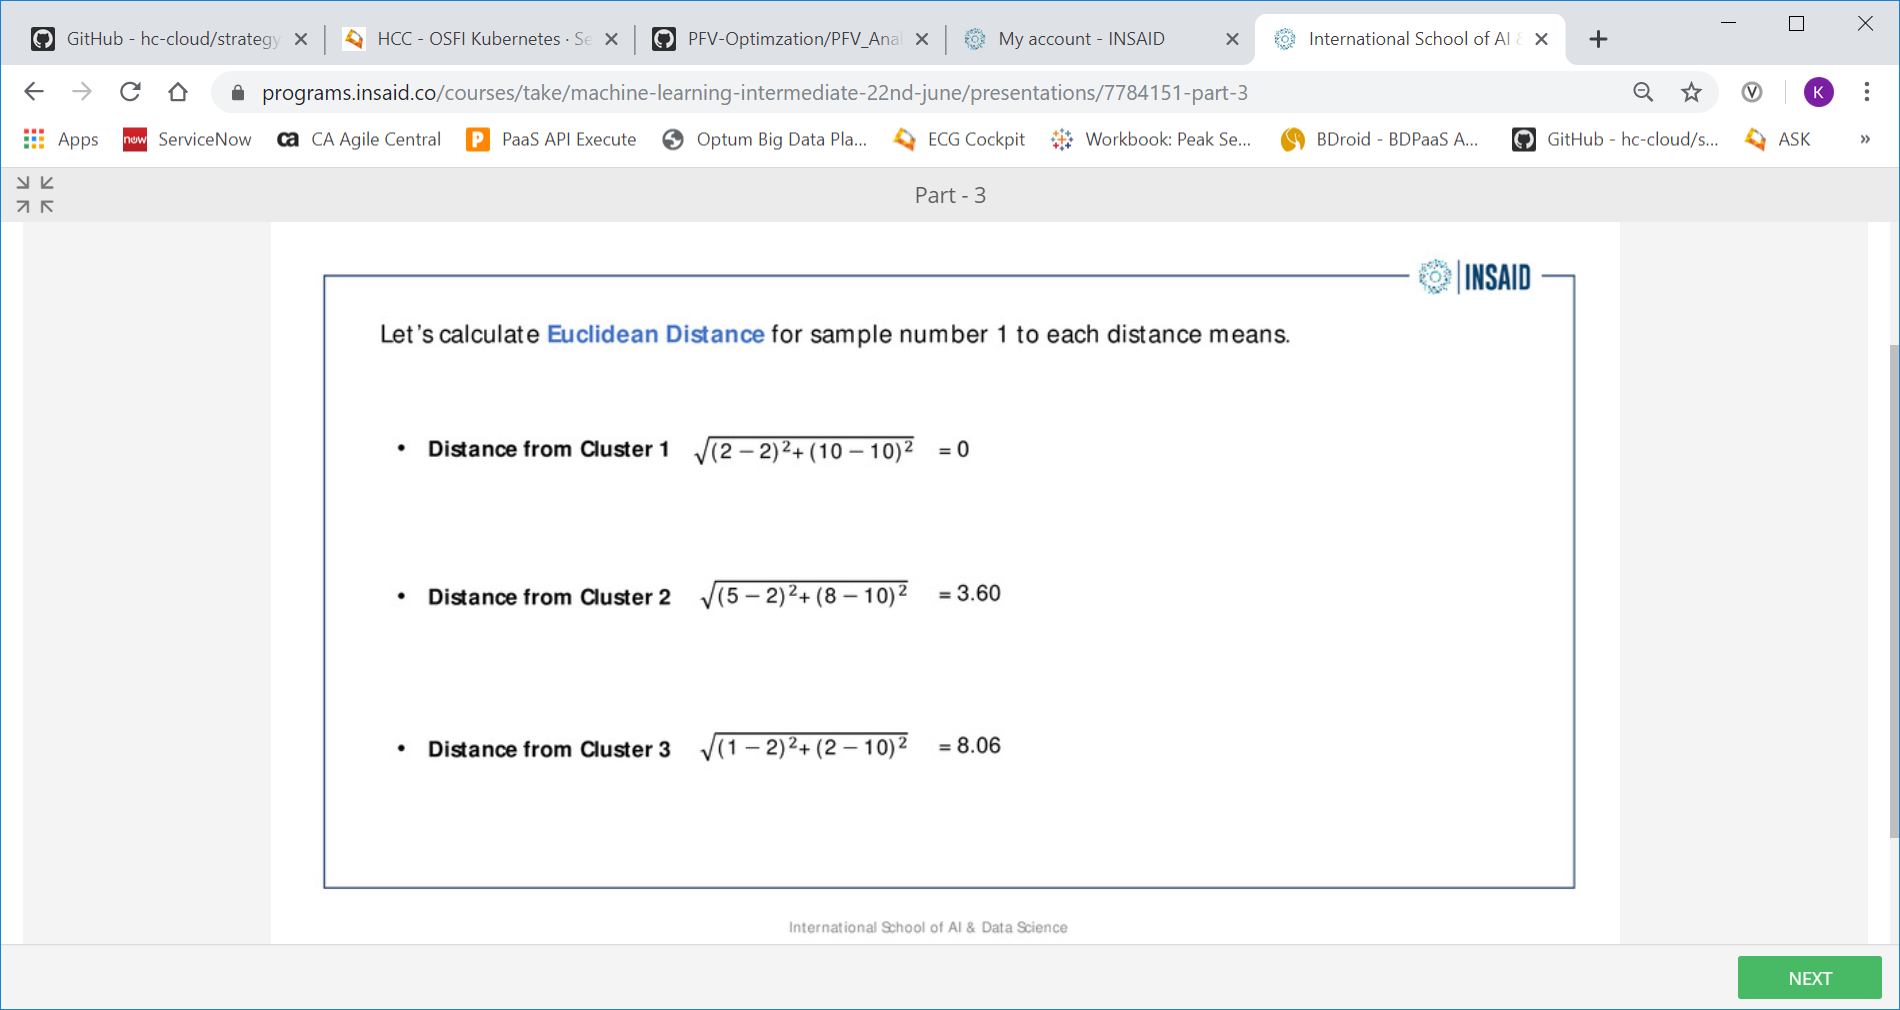 GitHub - hc-cloud/strategy
HCC - OSFI Kubernetes · Se
PFV-Optimzation/PFV_Anal
My account - INSAID
International School of AI &
programs.insaid.co/courses/take/machine-learning-intermediate-22nd-june/presentations/7784151-part-3
K
Apps
now ServiceNow
ca CA Agile Central
P PaaS API Execute
Optum Big Data Pla...
ECG Cockpit
Workbook: Peak Se...
BDroid - BDPaaS A...
GitHub - hc-cloud/s...
ASK
»
Part - 3
INSAID
Let's calculate Euclidean Distance for sample number 1 to each distance means.
• Distance from Cluster 1 √(2 − 2)²+ (10 − 10)² = 0
• Distance from Cluster 2 √(5 − 2)²+ (8 − 10)² = 3.60
• Distance from Cluster 3 √(1 − 2)²+ (2 − 10)² = 8.06
International School of AI & Data Science
NEXT